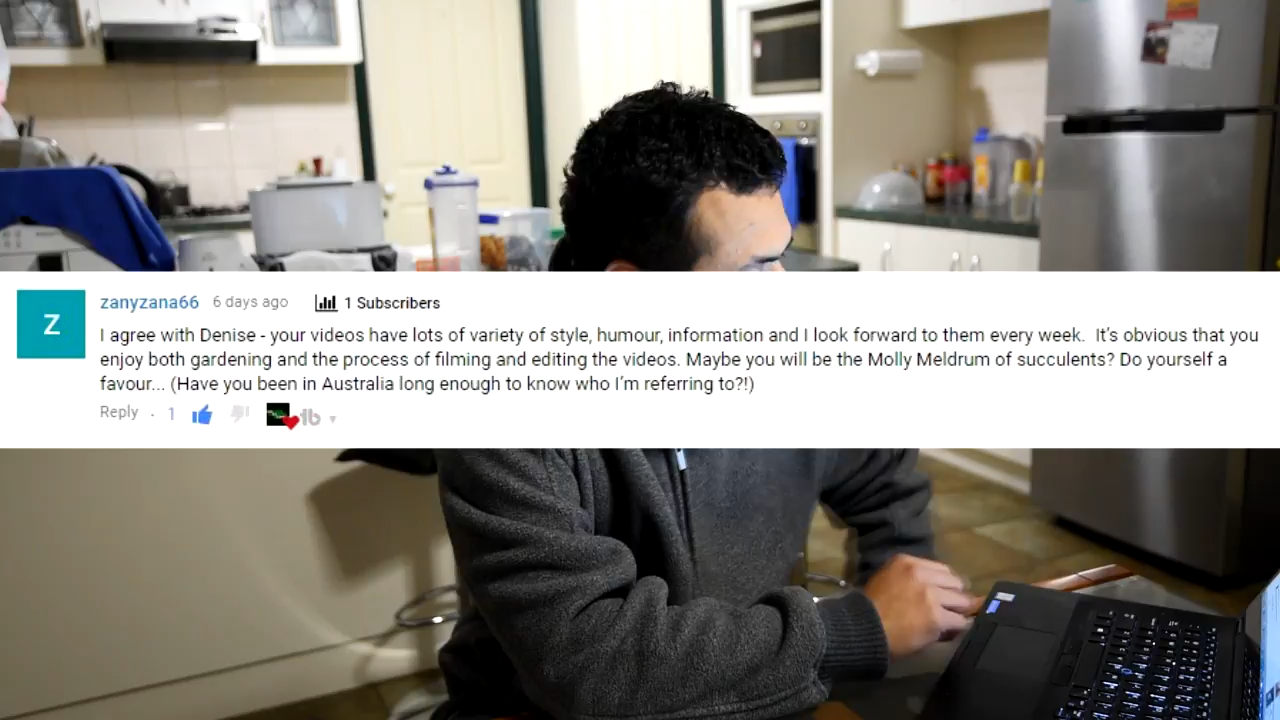 Z
zanyzana66 6 days ago 1 Subscribers
I agree with Denise - your videos have lots of variety of style, humour, information and I look forward to them every week.  It's obvious that you
enjoy both gardening and the process of filming and editing the videos. Maybe you will be the Molly Meldrum of succulents? Do yourself a
favour... (Have you been in Australia long enough to know who I'm referring to?!)
Reply · 1 tb